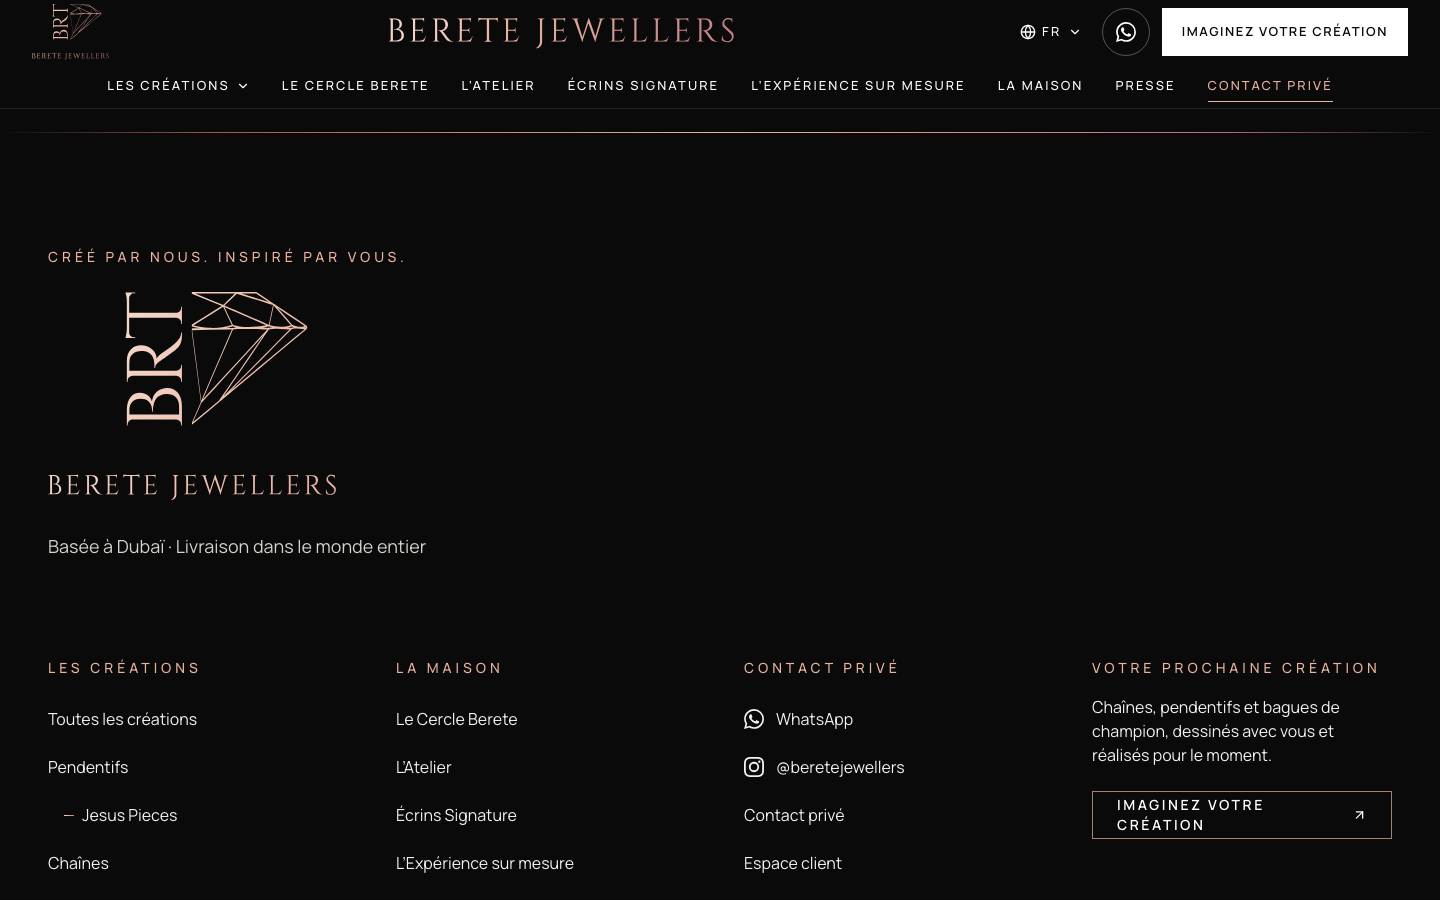 BRT
BERETE JEWELLERS
BERETE JEWELLERS
FR
IMAGINEZ VOTRE CRÉATION
LES CRÉATIONS
LE CERCLE BERETE
L'ATELIER
ÉCRINS SIGNATURE
L'EXPÉRIENCE SUR MESURE
LA MAISON
PRESSE
CONTACT PRIVÉ
CRÉÉ PAR NOUS. INSPIRÉ PAR VOUS.
BRT
BERETE JEWELLERS
Basée à Dubaï · Livraison dans le monde entier
LES CRÉATIONS
Toutes les créations
Pendentifs
— Jesus Pieces
Chaînes
LA MAISON
Le Cercle Berete
L’Atelier
Écrins Signature
L’Expérience sur mesure
CONTACT PRIVÉ
WhatsApp
@beretejewellers
Contact privé
Espace client
VOTRE PROCHAINE CRÉATION
Chaînes, pendentifs et bagues de
champion, dessinés avec vous et
réalisés pour le moment.
IMAGINEZ VOTRE
CRÉATION